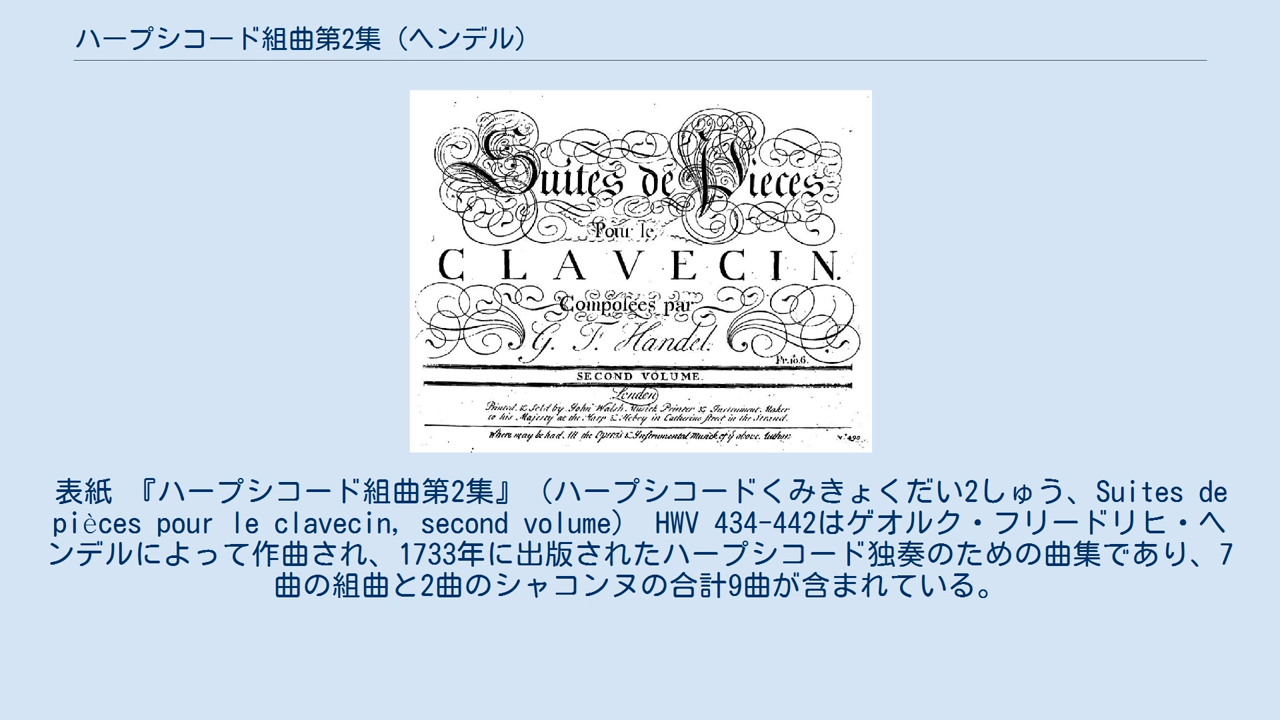 ハープシコード組曲第2集（ヘンデル）
Suites de Pieces
Pour le
CLAVECIN.
Composées par
G. F. Handel.
Pr. 10.6.
SECOND VOLUME.
London
Printed, & Sold by John Walsh, Musick Printer & Instrument Maker
to his Majesty at the Harp & Hoboy in Catherine street in the Strand.
Where may be had, All the Operas & Instrumental Musick of ye above Author.
表紙 『ハープシコード組曲第2集』（ハープシコードくみきょくだい2しゅう、Suites de
pièces pour le clavecin, second volume） HWV 434-442はゲオルク・フリードリヒ・ヘ
ンデルによって作曲され、1733年に出版されたハープシコード独奏のための曲集であり、7
曲の組曲と2曲のシャコンヌの合計9曲が含まれている。